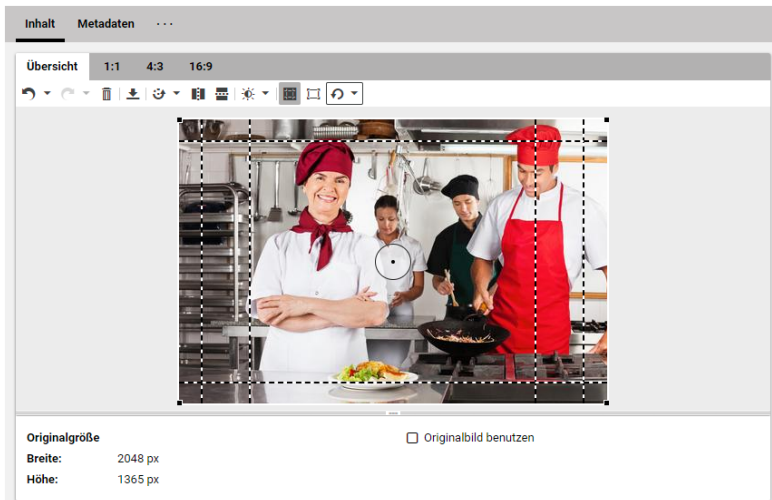 Inhalt Metadaten ...
Übersicht 1:1 4:3 16:9
Originalgröße
Originalbild benutzen
Breite: 2048 px
Höhe: 1365 px